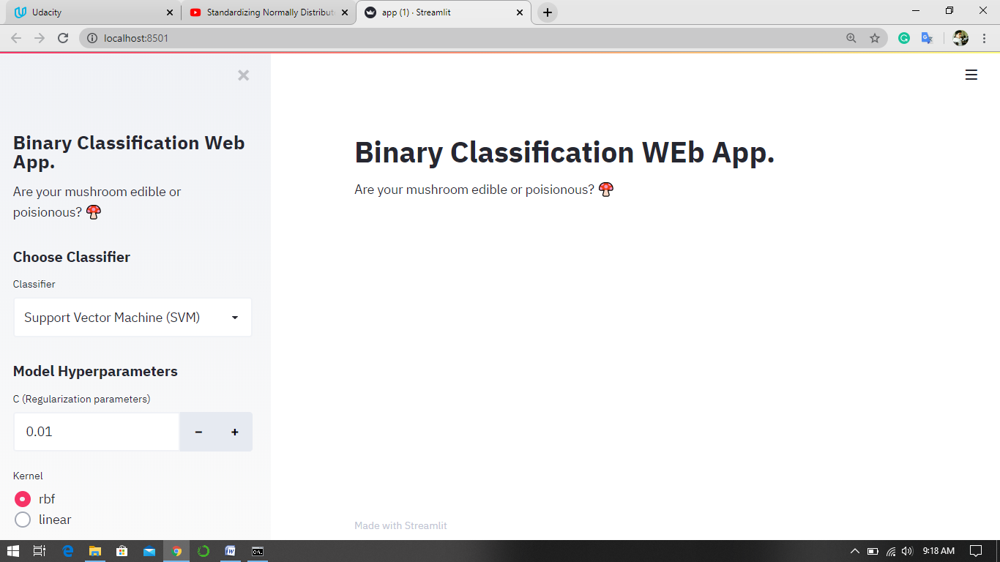 Udacity
Standardizing Normally Distribut
app (1) · Streamlit
localhost:8501
Binary Classification Web
App.
Are your mushroom edible or
poisionous? 🍄
Choose Classifier
Classifier
Support Vector Machine (SVM)
Model Hyperparameters
C (Regularization parameters)
0.01
Kernel
rbf
linear
Binary Classification WEb App.
Are your mushroom edible or poisionous? 🍄
Made with Streamlit
9:18 AM